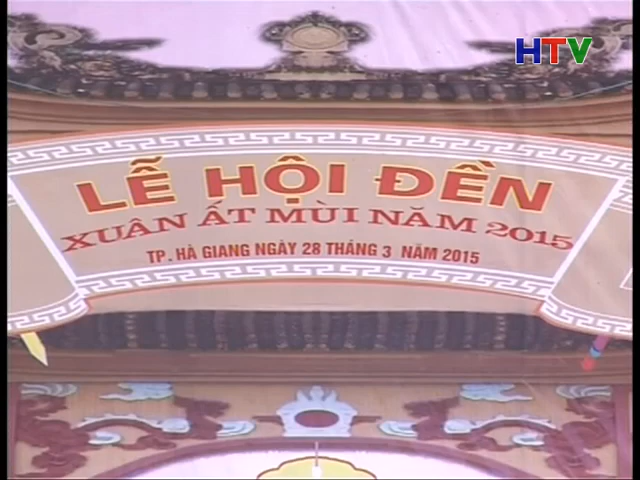 HTV
LỄ HỘI ĐỀN
XUÂN ẤT MÙI NĂM 2015
TP. HÀ GIANG NGÀY 28 THÁNG 3 NĂM 2015